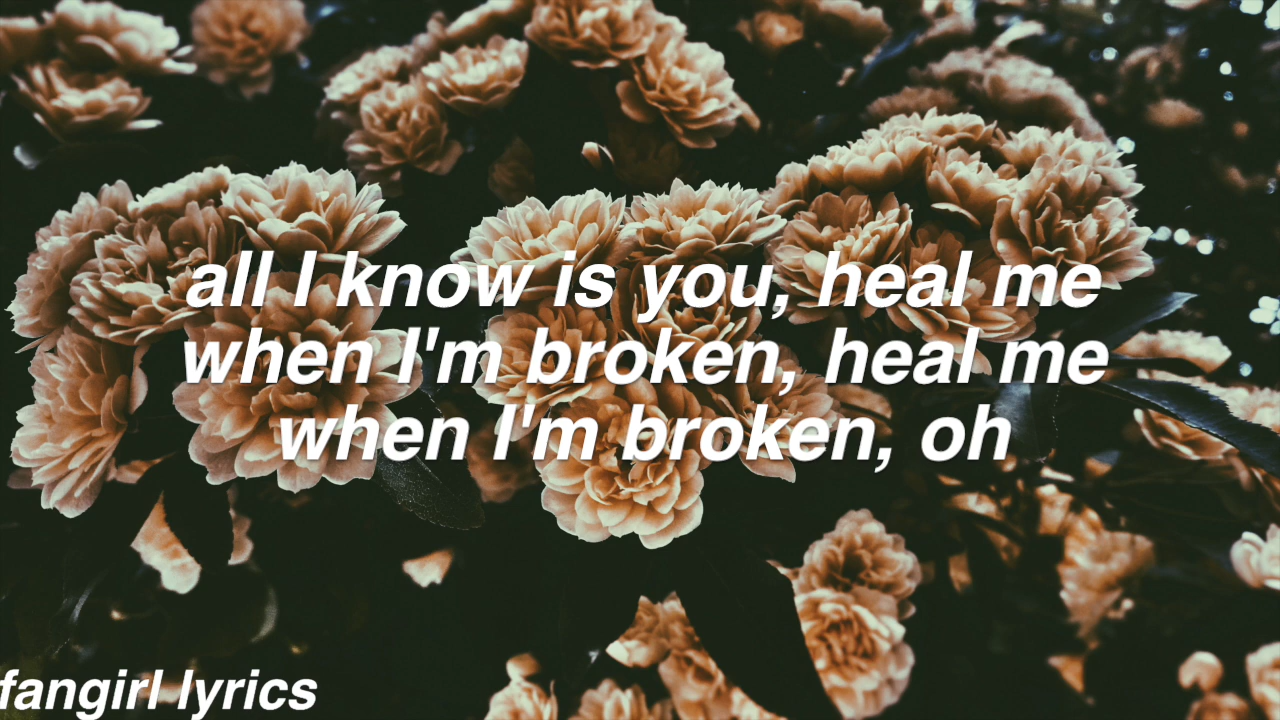 all I know is you, heal me
when I'm broken, heal me
when I'm broken, oh
fangirl lyrics